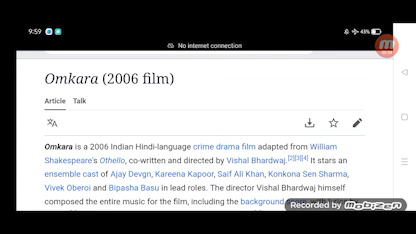 9:59
48%
No internet connection
Omkara (2006 film)
Article Talk
Omkara is a 2006 Indian Hindi-language crime drama film adapted from William
Shakespeare's Othello, co-written and directed by Vishal Bhardwaj.[2][3][4] It stars an
ensemble cast of Ajay Devgn, Kareena Kapoor, Saif Ali Khan, Konkona Sen Sharma,
Vivek Oberoi and Bipasha Basu in lead roles. The director Vishal Bhardwaj himself
composed the entire music for the film, including the background
Recorded by Mobizen